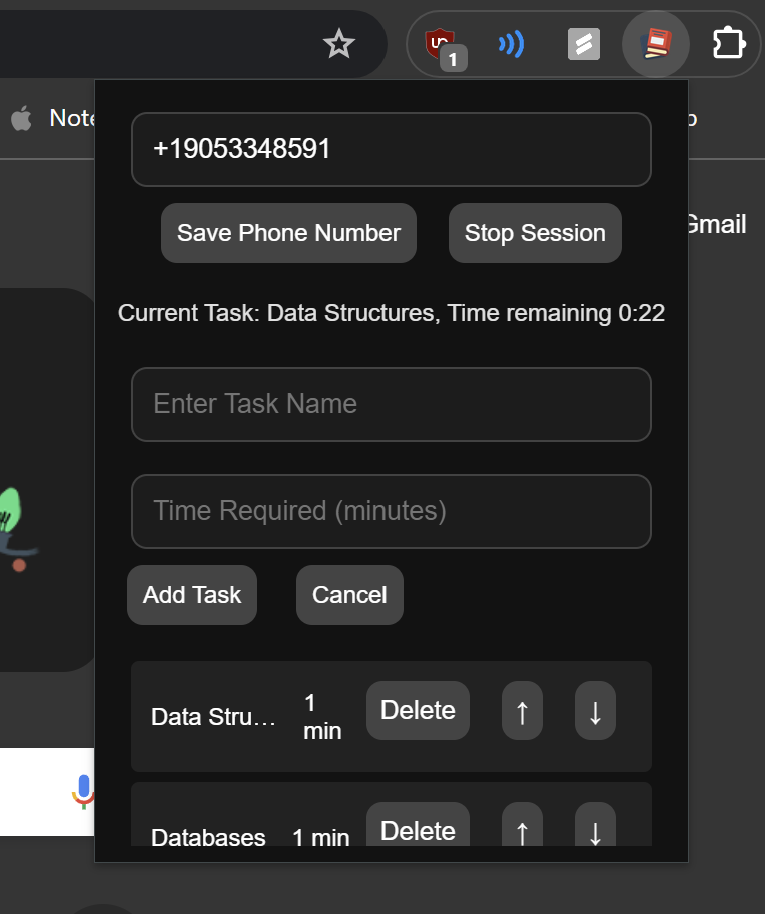 1
Note
+19053348591
Save Phone Number Stop Session
Gmail
Current Task: Data Structures, Time remaining 0:22
Enter Task Name
Time Required (minutes)
Add Task Cancel
Data Stru... 1 min Delete ↑ ↓
Databases 1 min Delete ↑ ↓